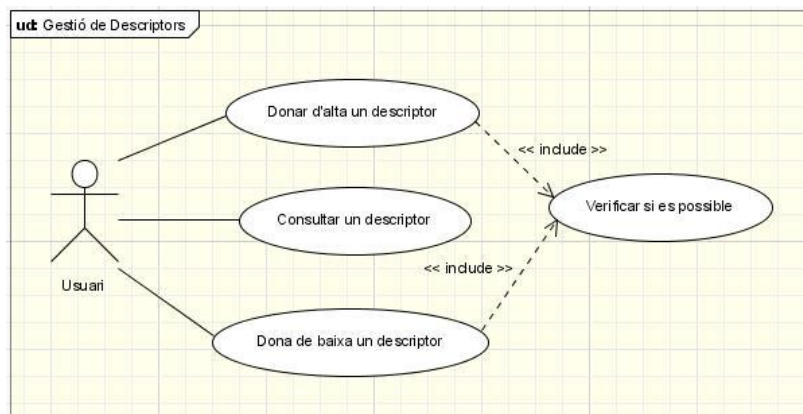 ud: Gestió de Descriptors
Donar d'alta un descriptor
<< include >>
Verificar si es possible
Consultar un descriptor
<< include >>
Usuari
Dona de baixa un descriptor